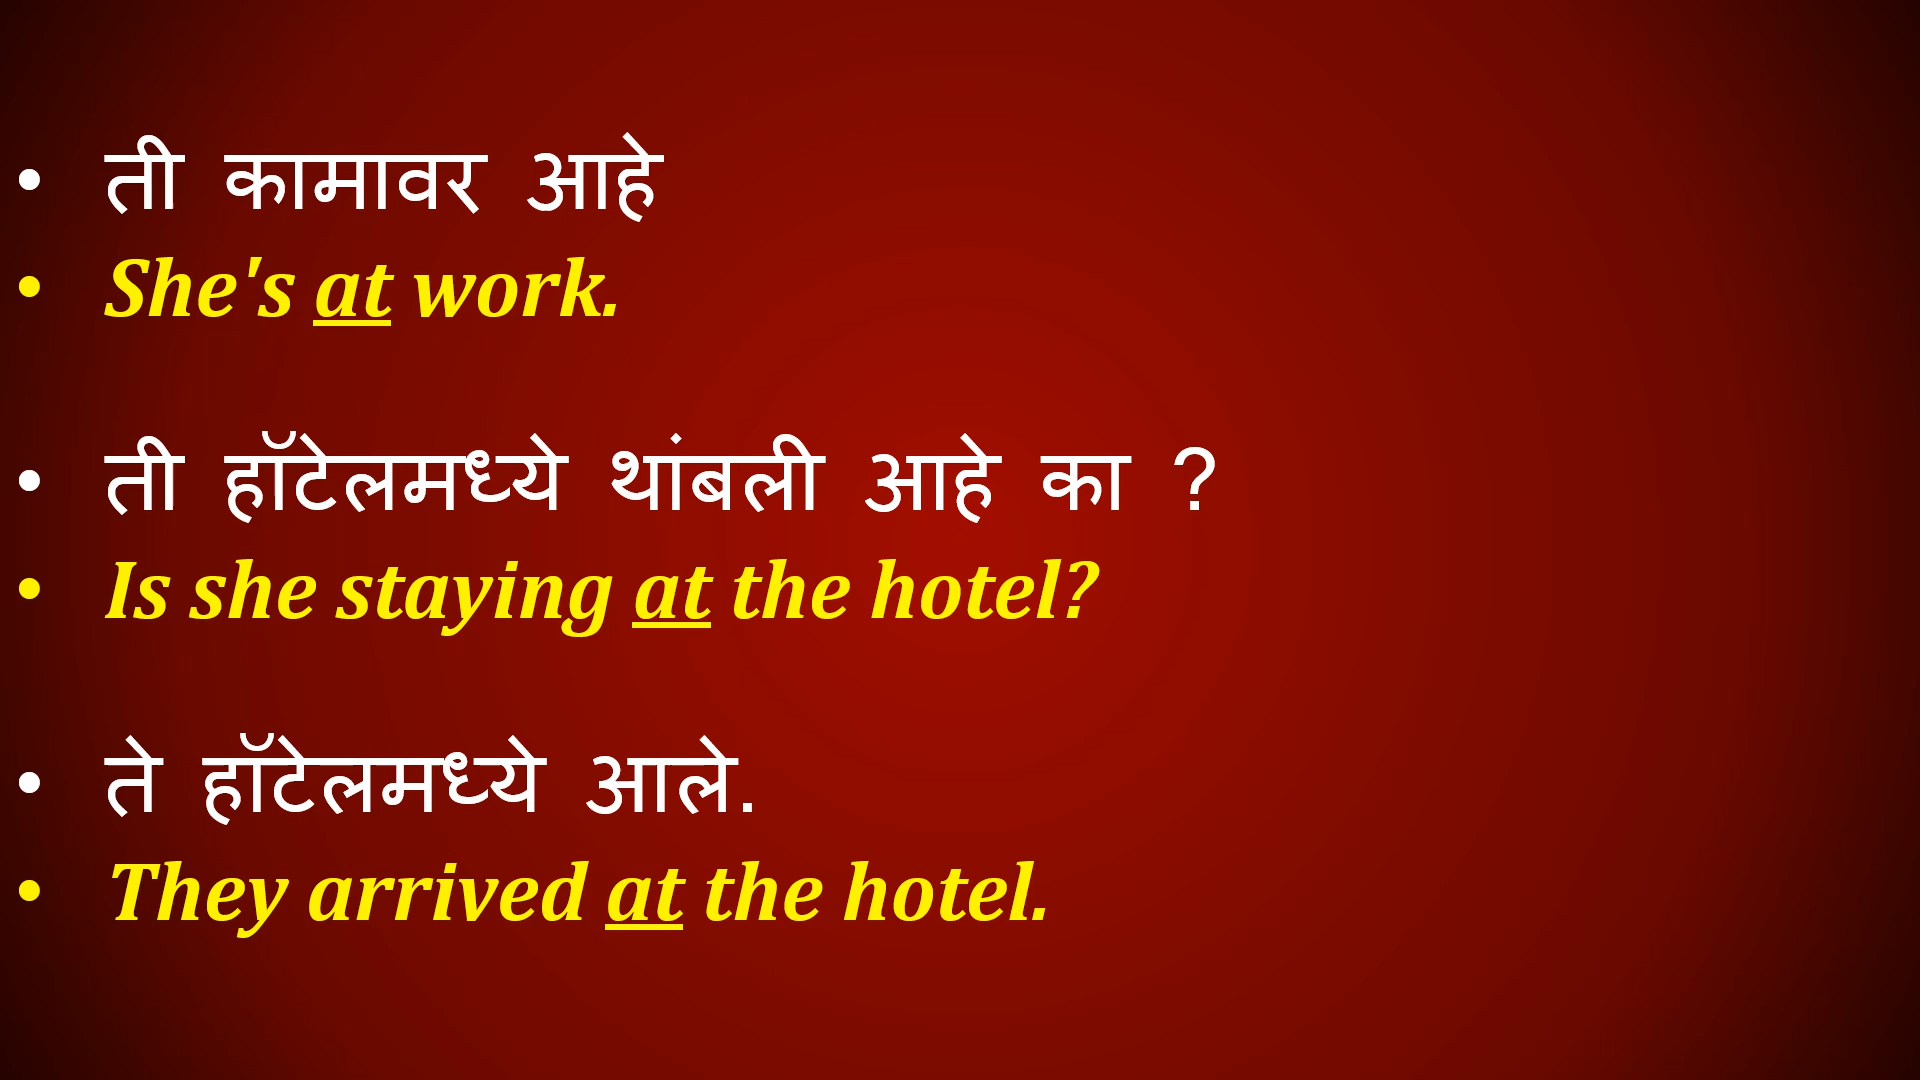 • ती कामावर आहे
• She's at work.
• ती हॉटेलमध्ये थांबली आहे का ?
• Is she staying at the hotel?
• ते हॉटेलमध्ये आले.
• They arrived at the hotel.